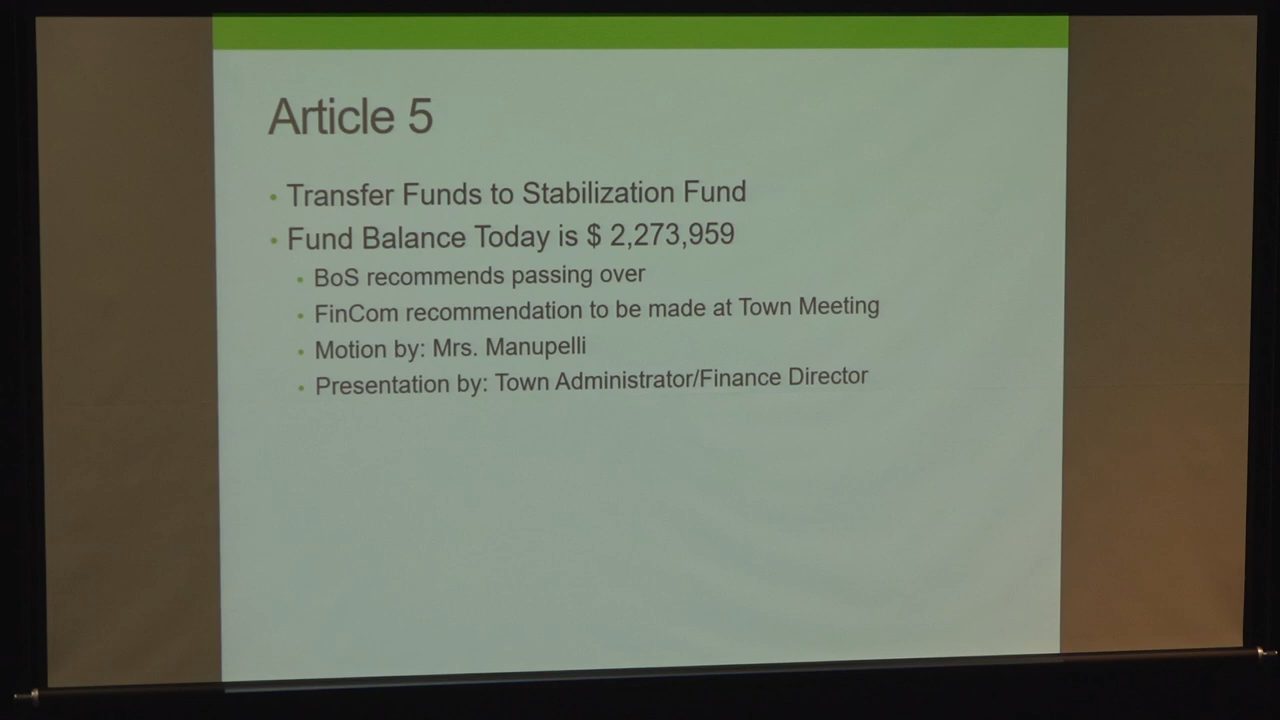 Article 5
• Transfer Funds to Stabilization Fund
• Fund Balance Today is $ 2,273,959
• BoS recommends passing over
• FinCom recommendation to be made at Town Meeting
• Motion by: Mrs. Manupelli
• Presentation by: Town Administrator/Finance Director